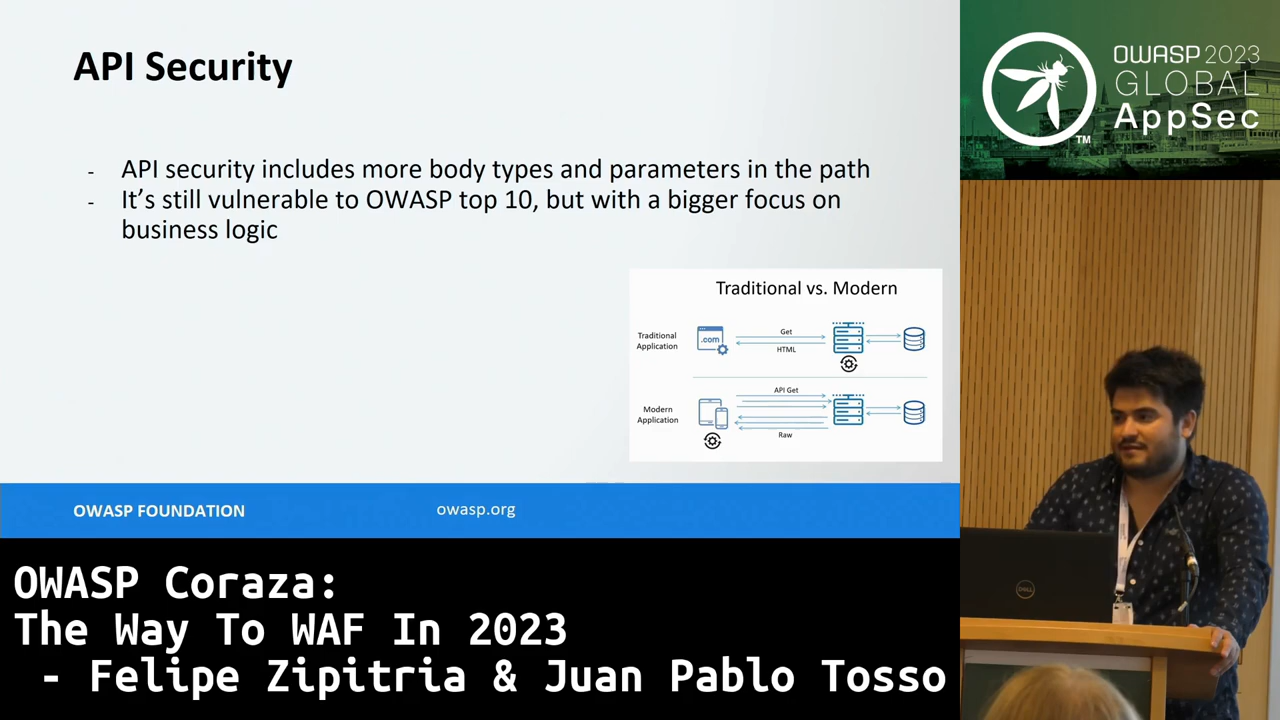 API Security
- API security includes more body types and parameters in the path
- It's still vulnerable to OWASP top 10, but with a bigger focus on
business logic
Traditional vs. Modern
Traditional
Application
.com
Get
HTML
Modern
Application
API Get
Raw
OWASP FOUNDATION
owasp.org
OWASP 2023
GLOBAL
AppSec
TM
DELL
OWASP Coraza:
The Way To WAF In 2023
- Felipe Zipitria & Juan Pablo Tosso